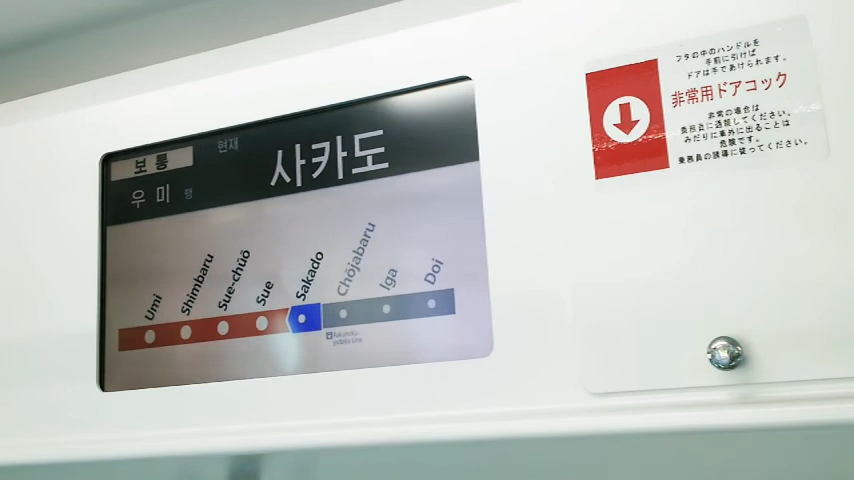 보통
현재
사카도
우미 행
Umi
Shimbaru
Sue-chūō
Sue
Sakado
Chōjabaru
Iga
Doi
フタの中のハンドルを
手前に引けば
ドアは手であけられます。
非常用ドアコック
非常の場合は
乗務員に通報してください。
みだりに車外に出ることは
危険です。
乗務員の誘導に従ってください。